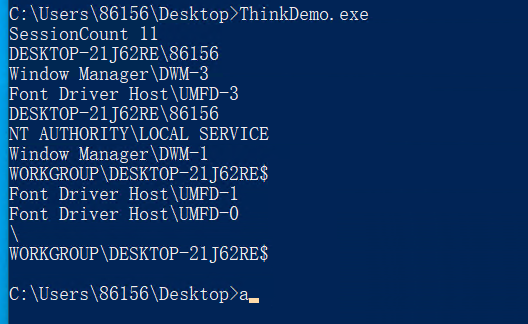 C:\Users\86156\Desktop>ThinkDemo.exe
SessionCount 11
DESKTOP-21J62RE\86156
Window Manager\DWM-3
Font Driver Host\UMFD-3
DESKTOP-21J62RE\86156
NT AUTHORITY\LOCAL SERVICE
Window Manager\DWM-1
WORKGROUP\DESKTOP-21J62RE$
Font Driver Host\UMFD-1
Font Driver Host\UMFD-0
\
WORKGROUP\DESKTOP-21J62RE$
C:\Users\86156\Desktop>a